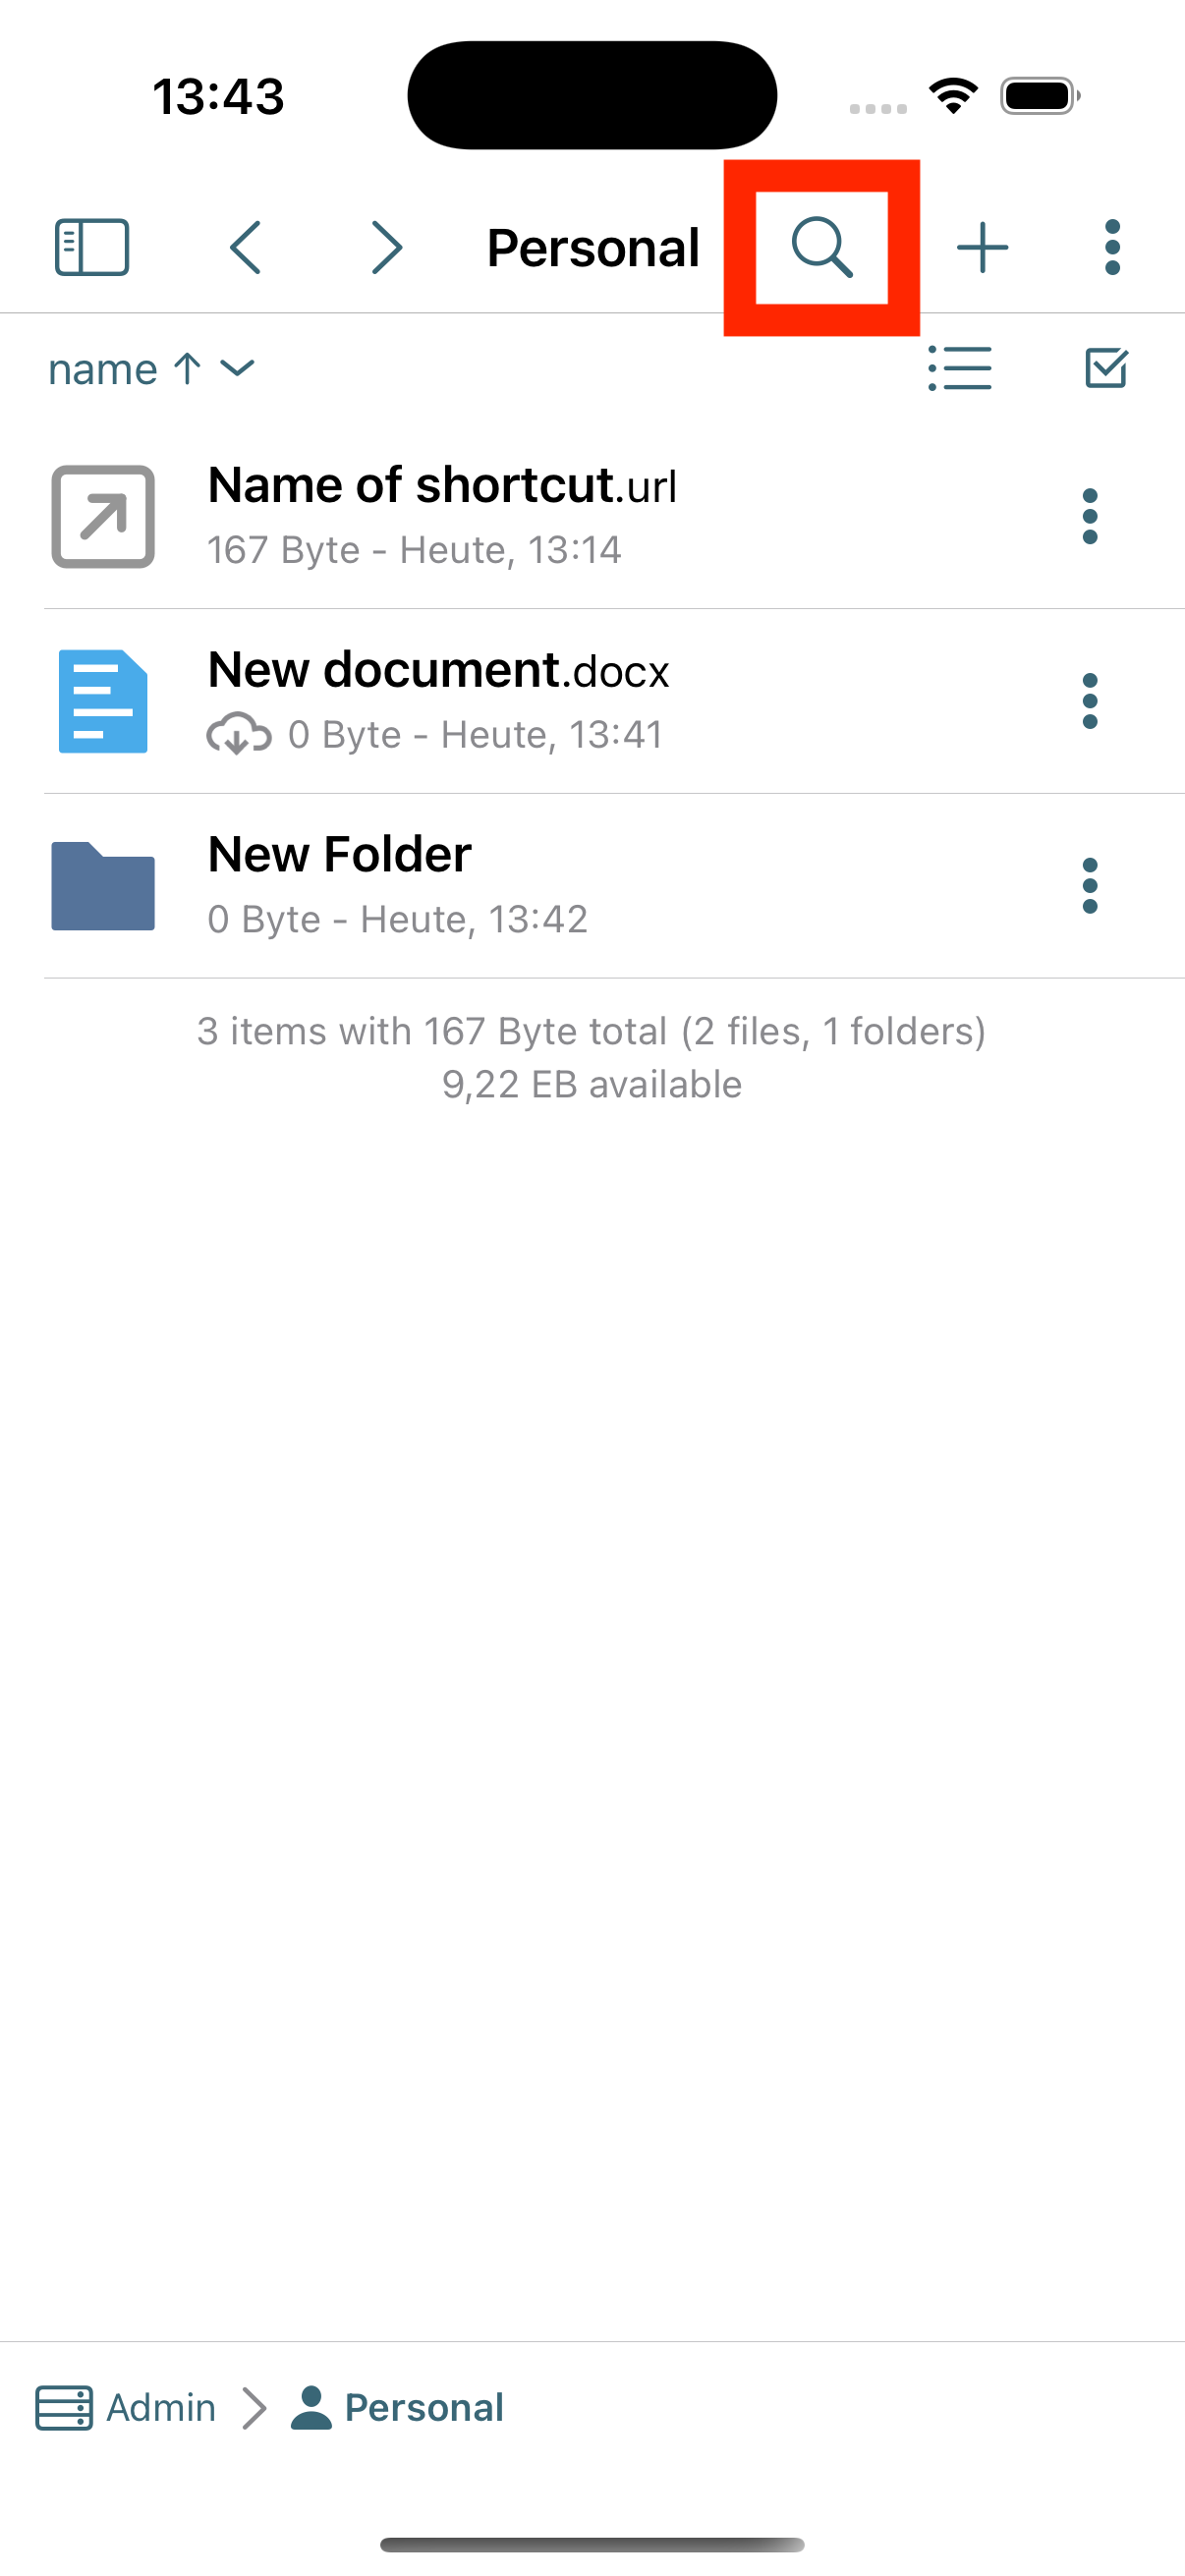 13:43
Personal
name
Name of shortcut.url
167 Byte - Heute, 13:14
New document.docx
0 Byte - Heute, 13:41
New Folder
0 Byte - Heute, 13:42
3 items with 167 Byte total (2 files, 1 folders)
9,22 EB available
Admin Personal